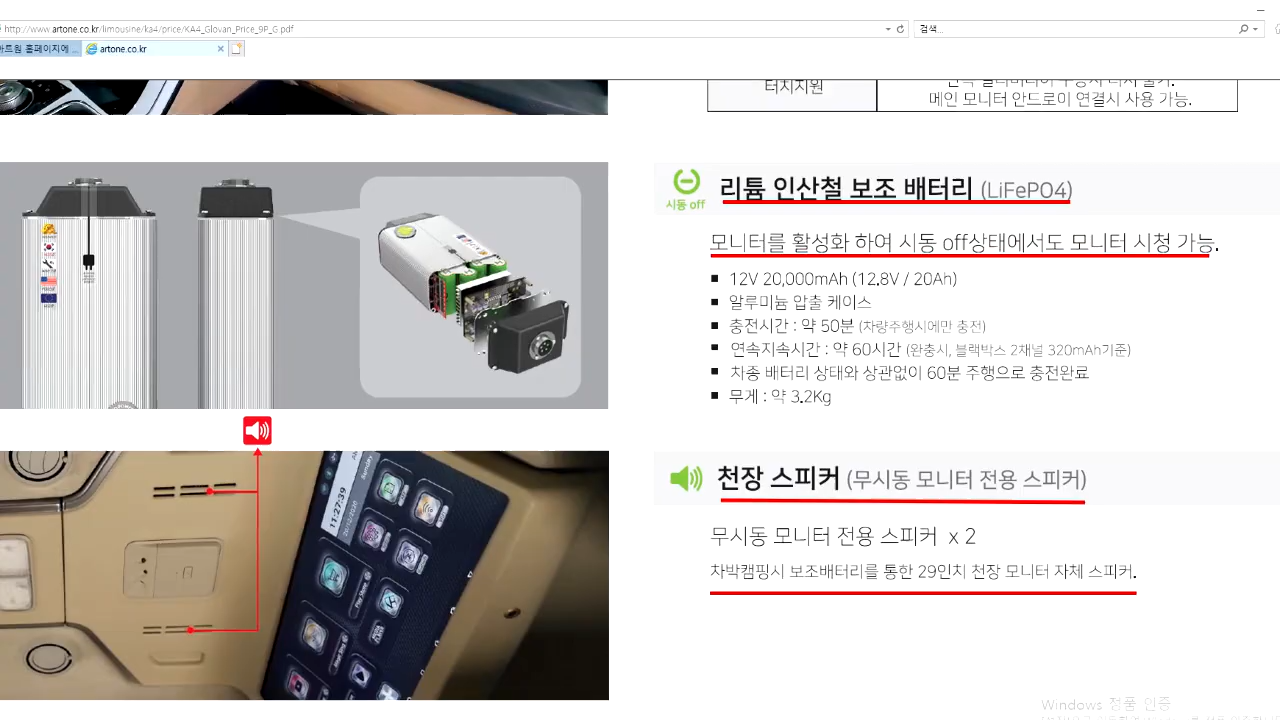 http://www.artone.co.kr/limousine/ka4/price/KA4_Glovan_Price_9P_G.pdf
검색...
아트원 홈페이지에 ...
artone.co.kr
터치지원
메인 모니터 안드로이 연결시 사용 가능.
시동 off
리튬 인산철 보조 배터리 (LiFePO4)
모니터를 활성화 하여 시동 off상태에서도 모니터 시청 가능.
▪ 12V 20,000mAh (12.8V / 20Ah)
▪ 알루미늄 압출 케이스
▪ 충전시간 : 약 50분 (차량주행시에만 충전)
▪ 연속지속시간 : 약 60시간 (완충시, 블랙박스 2채널 320mAh기준)
▪ 차종 배터리 상태와 상관없이 60분 주행으로 충전완료
▪ 무게 : 약 3.2Kg
천장 스피커 (무시동 모니터 전용 스피커)
무시동 모니터 전용 스피커 x 2
차박캠핑시 보조배터리를 통한 29인치 천장 모니터 자체 스피커.
11:27:39
Sunday
Windows 정품 인증